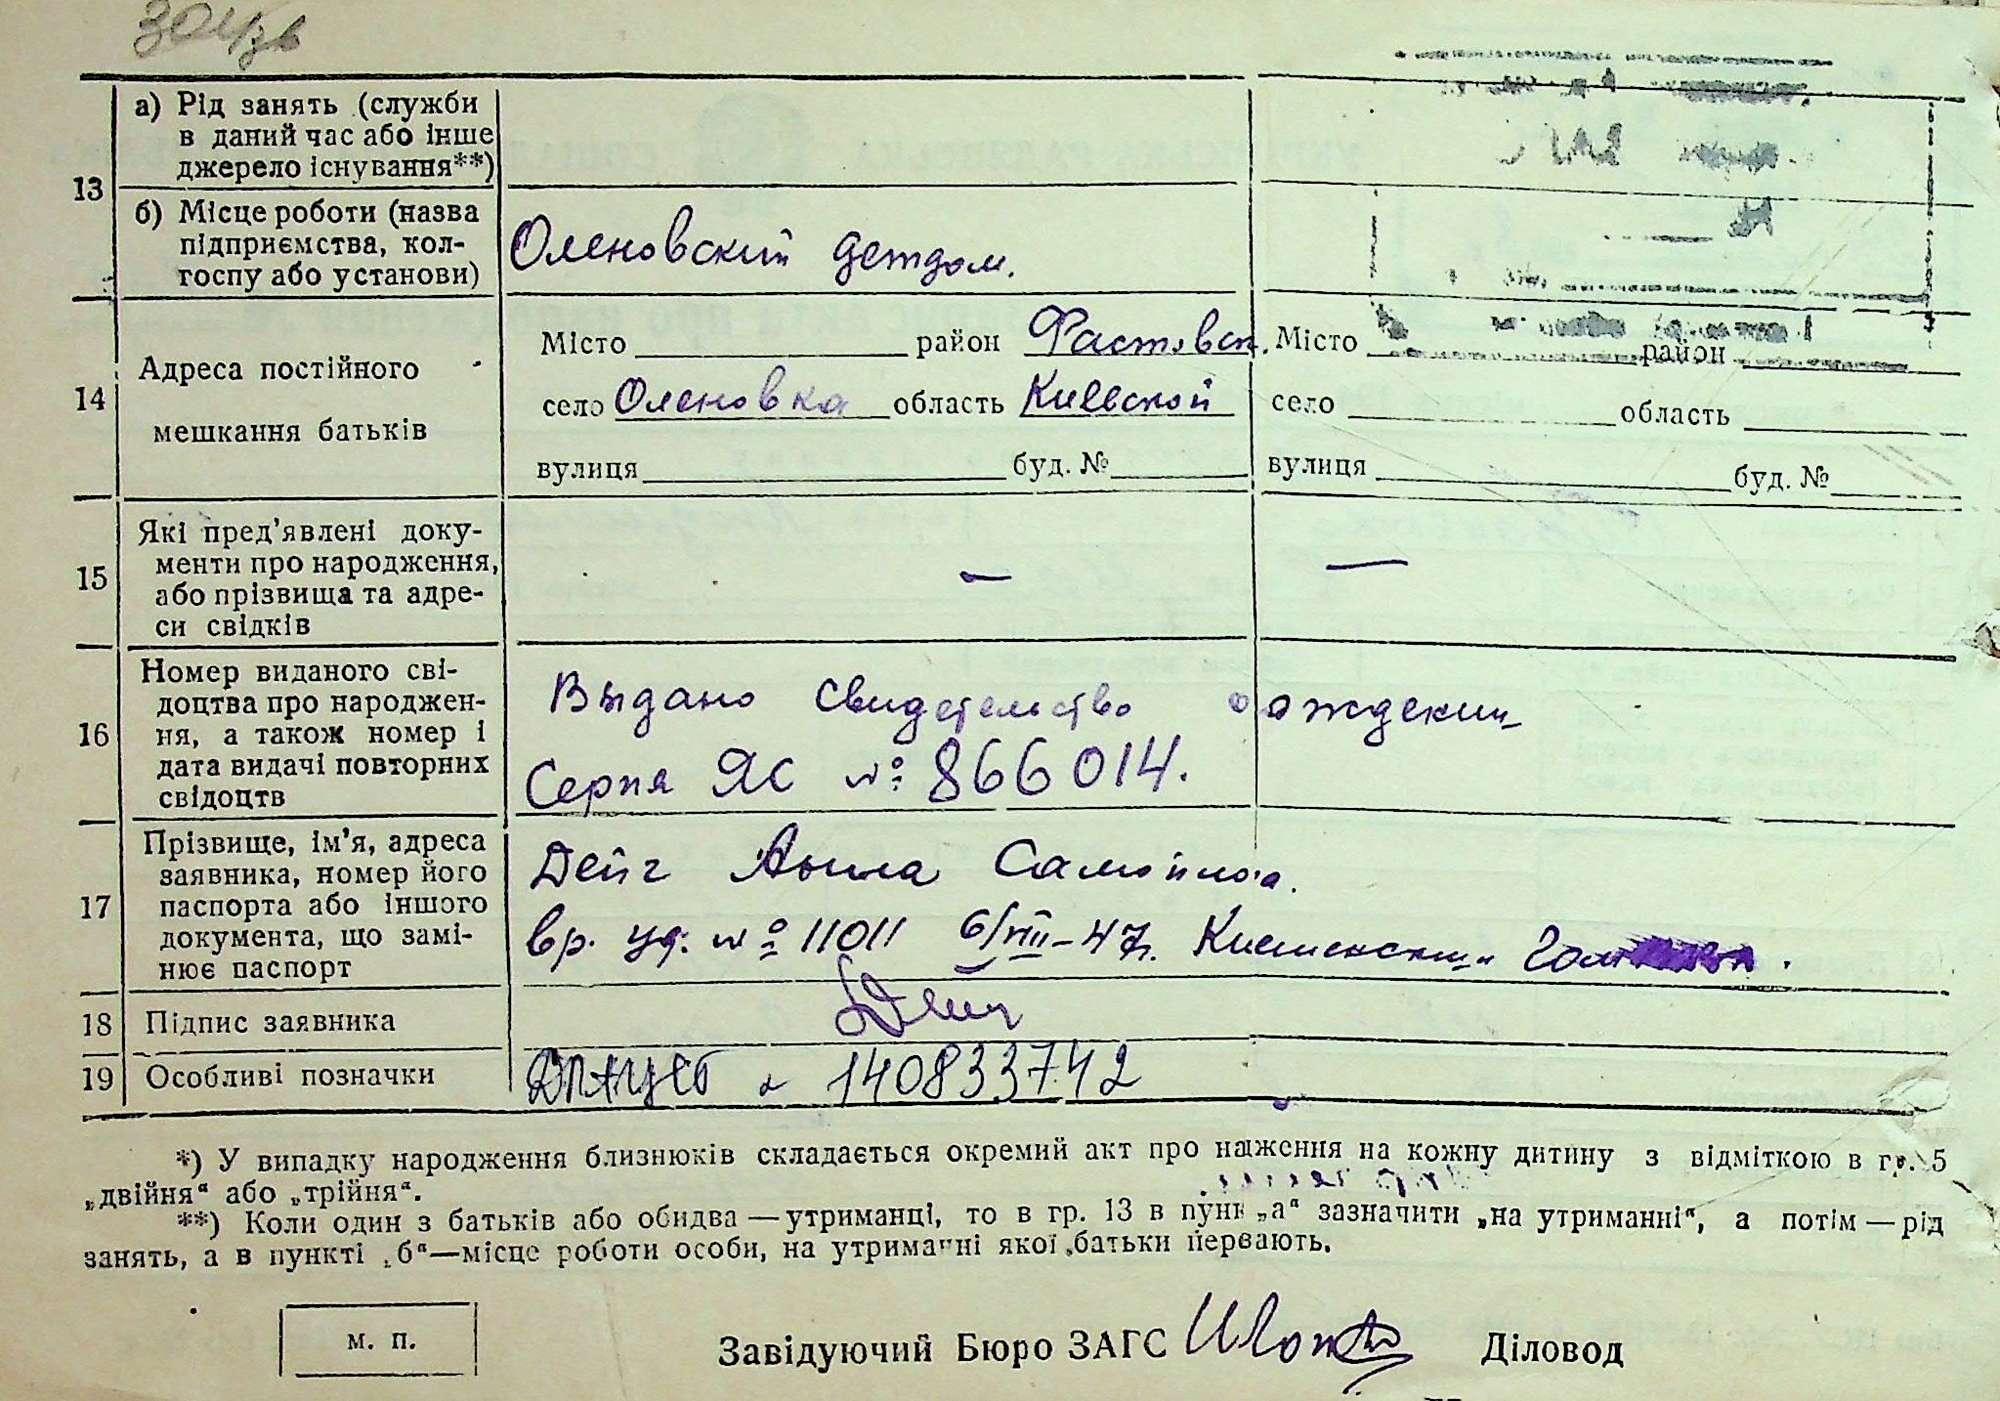 13
а) Рід занять (служби
в даний час або інше
джерело існування**)
б) Місце роботи (назва
підприємства, кол-
госпу або установи)
Оленовский детдом.
14
Адреса постійного
мешкання батьків
Місто район Фастовск. Місто район
село Оленовка область Киевской село область
вулиця буд. № вулиця буд. №
15
Які пред’явлені доку-
менти про народження,
або прізвища та адре-
си свідків
— —
16
Номер виданого сві-
доцтва про народжен-
ня, а також номер і
дата видачі повторних
свідоцтв
Выдано свидетельство о рождении
Серия ЯС №: 866014.
17
Прізвище, ім’я, адреса
заявника, номер його
паспорта або іншого
документа, що замі-
нює паспорт
Дейч Анна
вр. уд. № 11011 6/VIII-47г.
18 Підпис заявника
Дейч
19 Особливі позначки
140833742
*) У випадку народження близнюків складається окремий акт про на ження на кожну дитину з відміткою в гр. 5
„двійня“ або „трійня“.
**) Коли один з батьків або обидва — утриманці, то в гр. 13 в пунк „а“ зазначити „на утриманні“, а потім — рід
занять, а в пункті „б“—місце роботи особи, на утриманні якої батьки первають.
м. п.
Завідуючий Бюро ЗАГС Діловод